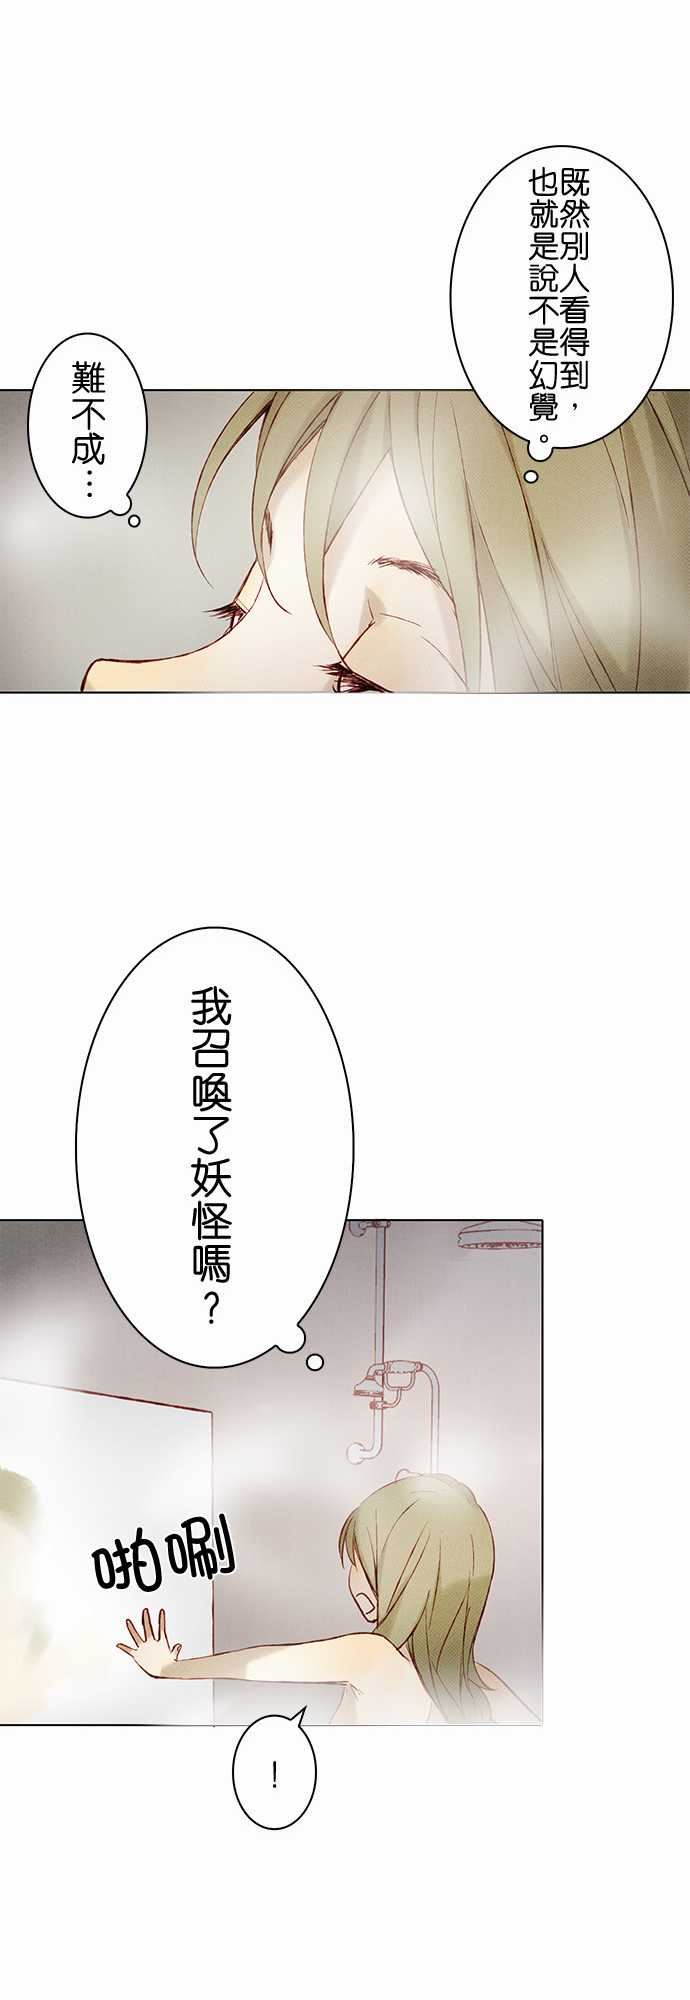 既然別人看得到，
也就是說不是幻覺。
難不成…
我召喚了妖怪嗎？
啪唰
！